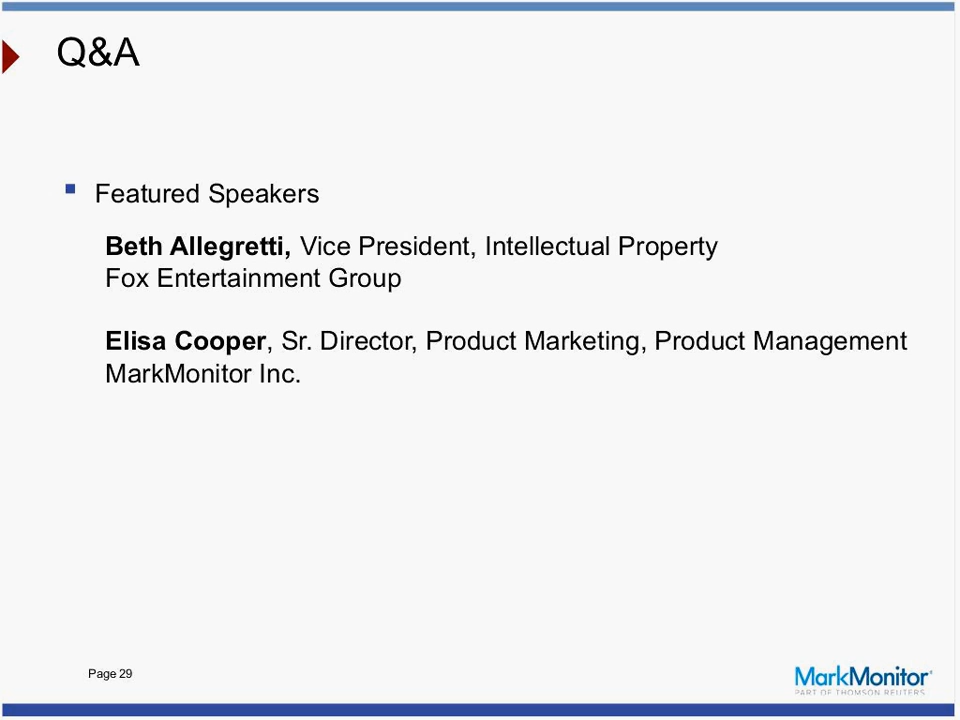 Q&A
Featured Speakers
Beth Allegretti, Vice President, Intellectual Property
Fox Entertainment Group
Elisa Cooper, Sr. Director, Product Marketing, Product Management
MarkMonitor Inc.
Page 29
MarkMonitor
PART OF THOMSON REUTERS